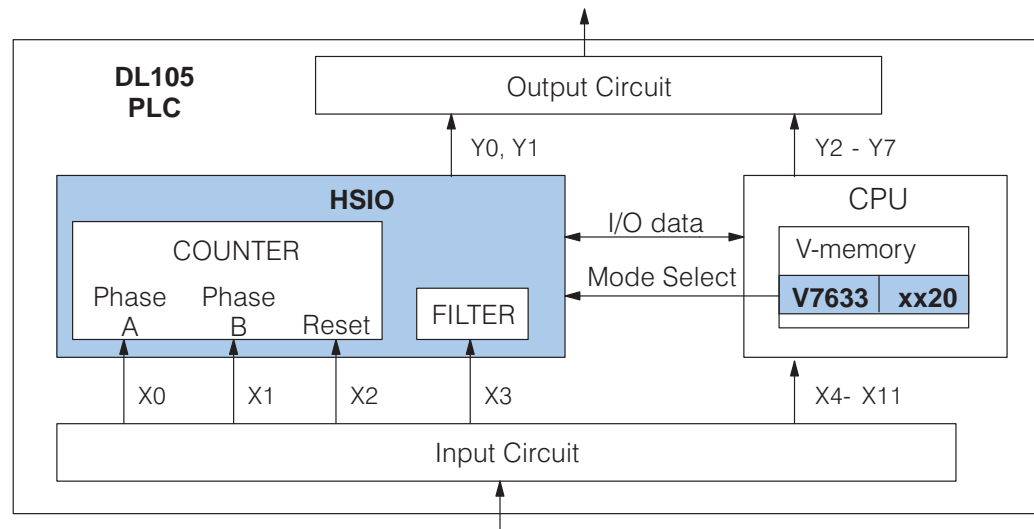 DL105
PLC
Output Circuit
Y0, Y1
Y2 - Y7
HSIO
CPU
COUNTER
I/O data
V-memory
Mode Select
V7633 xx20
Phase
A
Phase
B
Reset
FILTER
X0
X1
X2
X3
X4- X11
Input Circuit